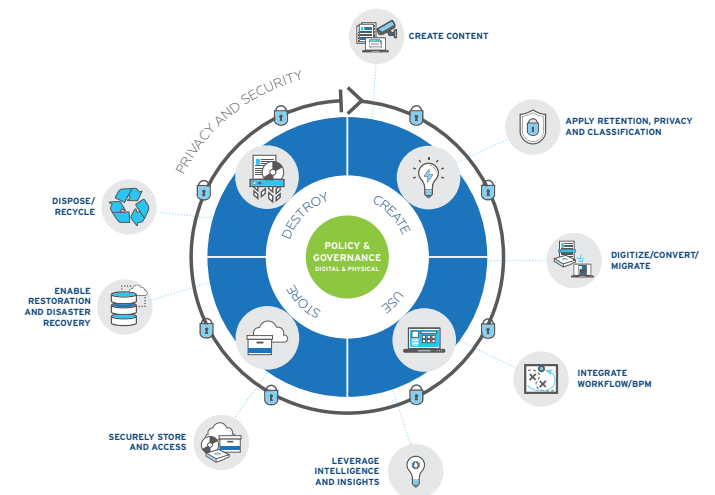 CREATE CONTENT
PRIVACY AND SECURITY
APPLY RETENTION, PRIVACY
AND CLASSIFICATION
DISPOSE/
RECYCLE
DESTROY
CREATE
POLICY &
GOVERNANCE
DIGITAL & PHYSICAL
DIGITIZE/CONVERT/
MIGRATE
ENABLE
RESTORATION
AND DISASTER
RECOVERY
STORE
USE
INTEGRATE
WORKFLOW/BPM
SECURELY STORE
AND ACCESS
LEVERAGE
INTELLIGENCE
AND INSIGHTS